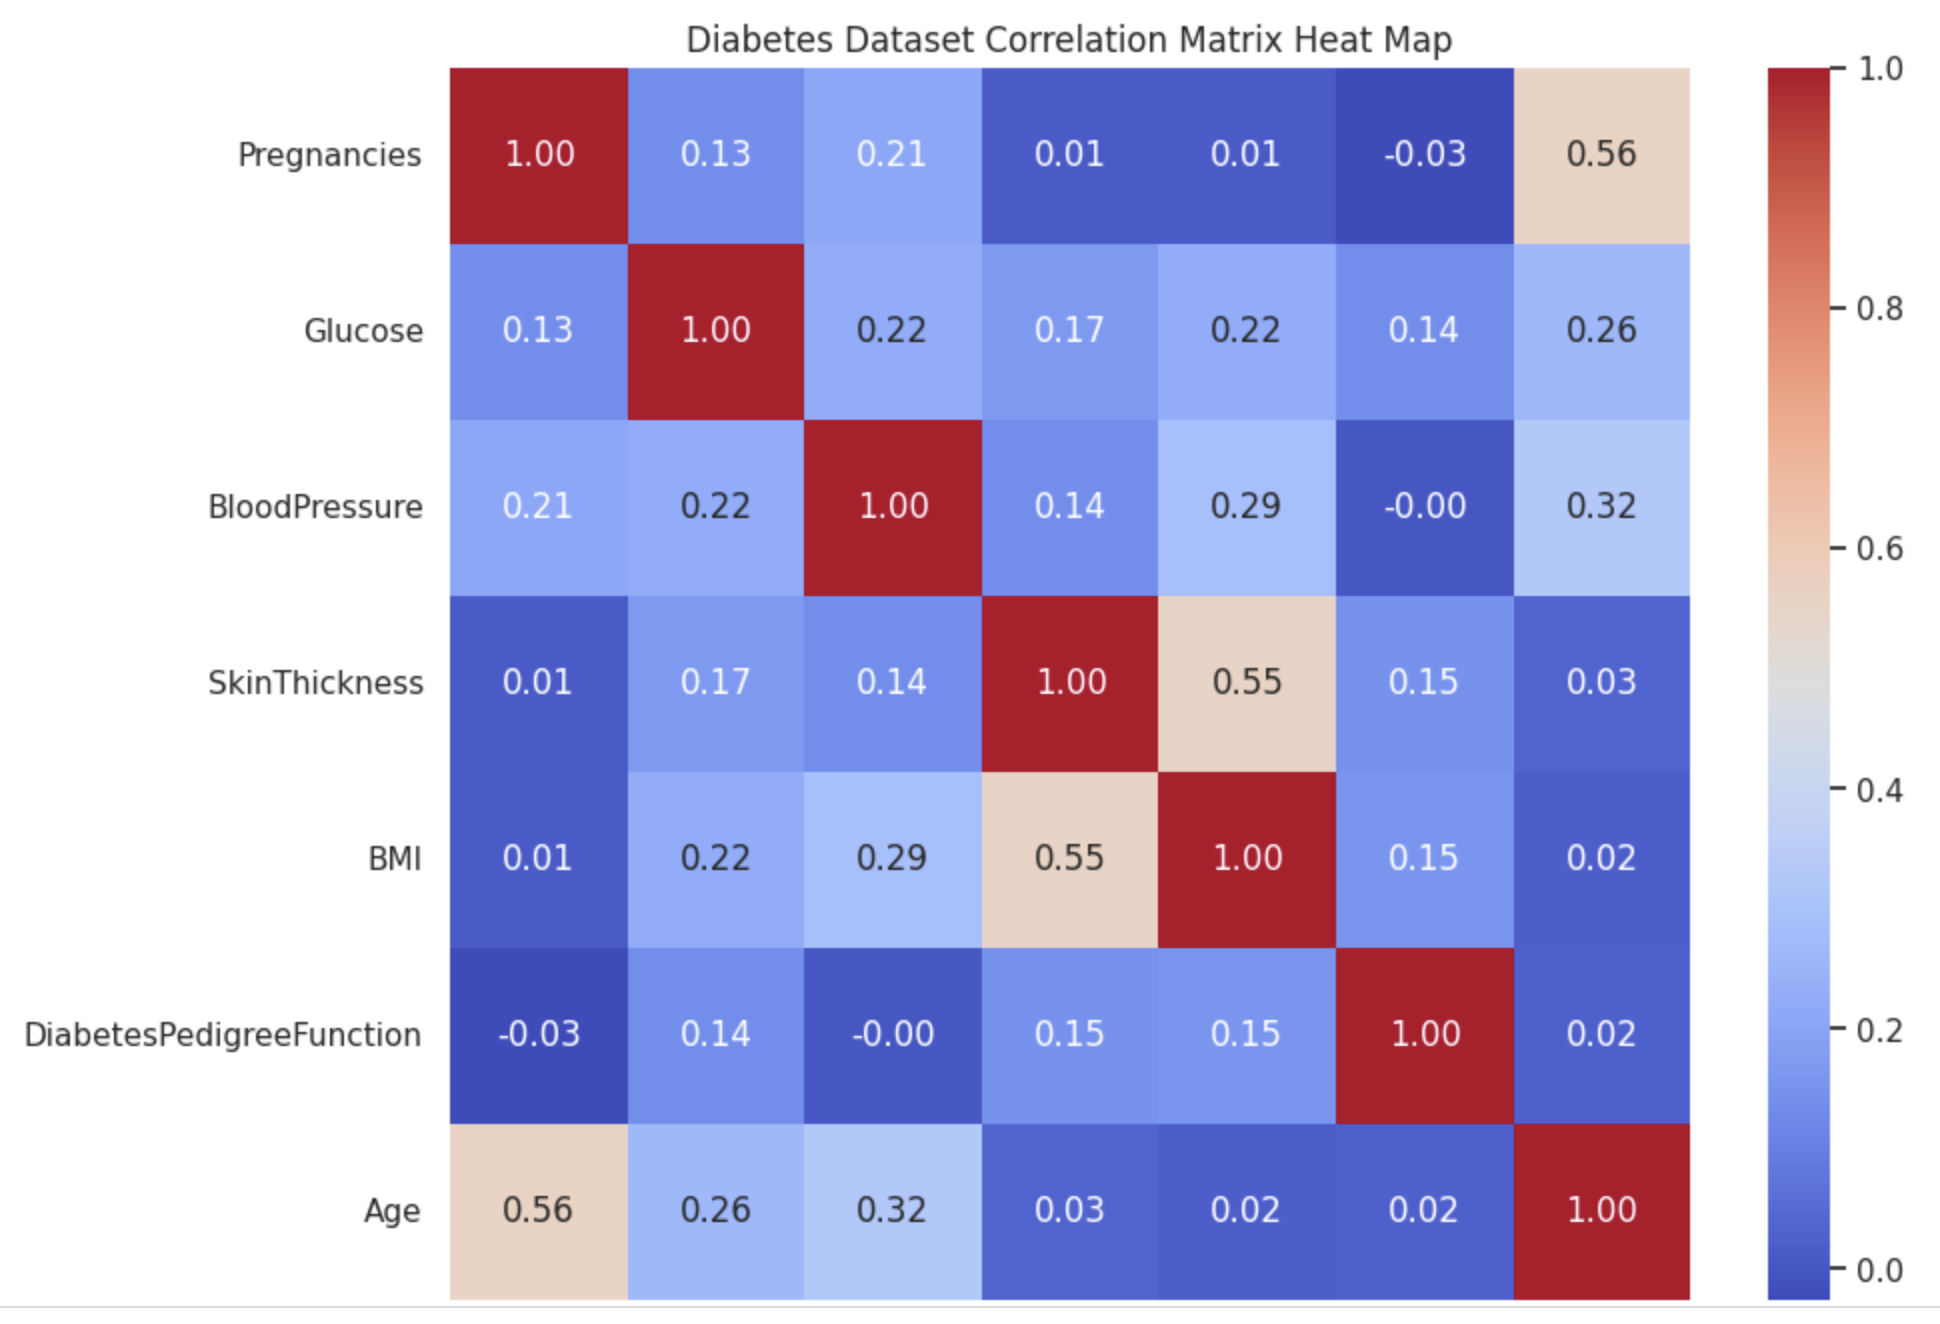 Diabetes Dataset Correlation Matrix Heat Map
Pregnancies 1.00 0.13 0.21 0.01 0.01 -0.03 0.56
Glucose 0.13 1.00 0.22 0.17 0.22 0.14 0.26
BloodPressure 0.21 0.22 1.00 0.14 0.29 -0.00 0.32
SkinThickness 0.01 0.17 0.14 1.00 0.55 0.15 0.03
BMI 0.01 0.22 0.29 0.55 1.00 0.15 0.02
DiabetesPedigreeFunction -0.03 0.14 -0.00 0.15 0.15 1.00 0.02
Age 0.56 0.26 0.32 0.03 0.02 0.02 1.00
1.0
0.8
0.6
0.4
0.2
0.0